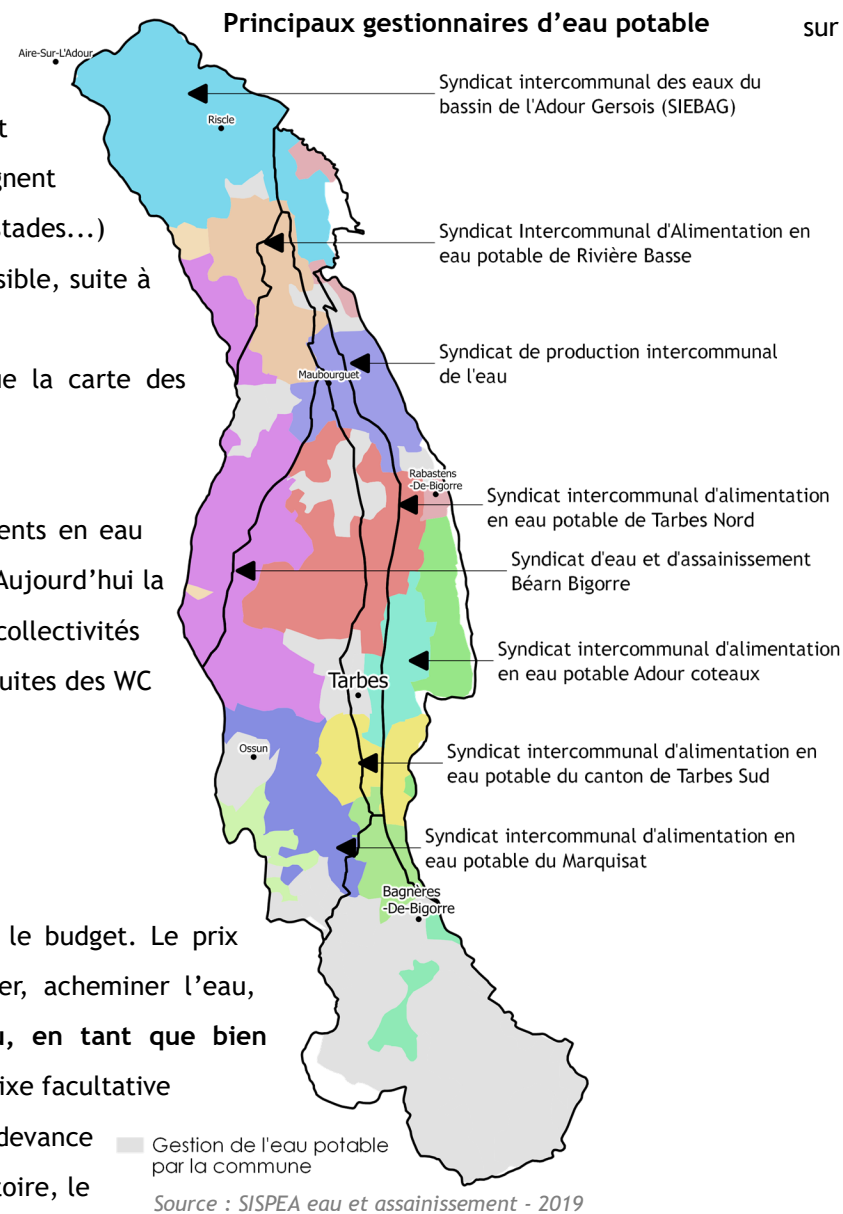 Principaux gestionnaires d’eau potable
sur
Aire-Sur-L'Adour
Syndicat intercommunal des eaux du
bassin de l'Adour Gersois (SIEBAG)
Riscle
t
gnent
stades...)
Syndicat Intercommunal d'Alimentation en
eau potable de Rivière Basse
sible, suite à
Syndicat de production intercommunal
de l'eau
Maubourguet
ue la carte des
Rabastens
-De-Bigorre
Syndicat intercommunal d'alimentation
en eau potable de Tarbes Nord
ents en eau
Syndicat d'eau et d'assainissement
Béarn Bigorre
Aujourd’hui la
collectivités
Syndicat intercommunal d'alimentation
en eau potable Adour coteaux
uites des WC
Tarbes
Ossun
Syndicat intercommunal d'alimentation en
eau potable du canton de Tarbes Sud
Syndicat intercommunal d'alimentation en
eau potable du Marquisat
Bagnères
-De-Bigorre
le budget. Le prix
er, acheminer l’eau,
u, en tant que bien
ixe facultative
devance
Gestion de l'eau potable
par la commune
toire, le
Source : SISPEA eau et assainissement - 2019